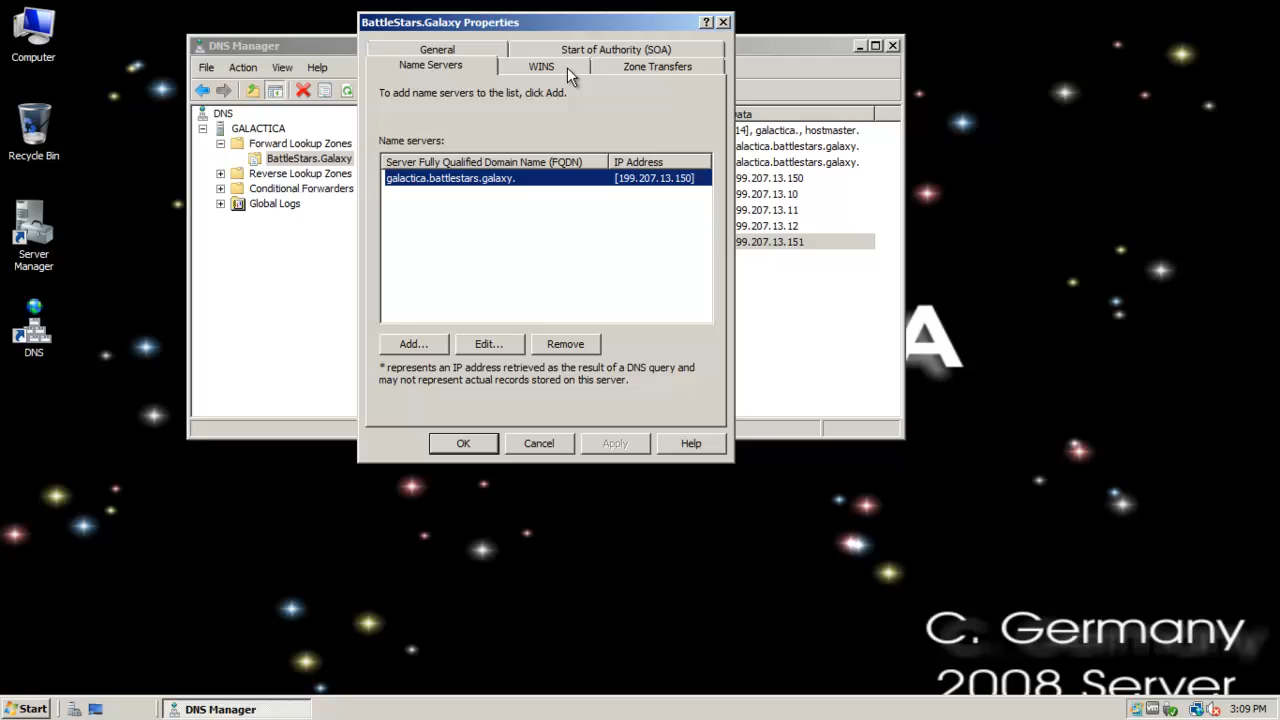 Computer
Recycle Bin
Server
Manager
DNS
DNS Manager
File Action View Help
DNS
GALACTICA
Forward Lookup Zones
BattleStars.Galaxy
Reverse Lookup Zones
Conditional Forwarders
Global Logs
BattleStars.Galaxy Properties
General
Start of Authority (SOA)
Name Servers
WINS
Zone Transfers
To add name servers to the list, click Add.
Name servers:
Server Fully Qualified Domain Name (FQDN) IP Address
galactica.battlestars.galaxy. [199.207.13.150]
Add... Edit... Remove
* represents an IP address retrieved as the result of a DNS query and
may not represent actual records stored on this server.
OK Cancel Apply Help
14], galactica., hostmaster.
galactica.battlestars.galaxy.
galactica.battlestars.galaxy.
99.207.13.150
99.207.13.10
99.207.13.11
99.207.13.12
99.207.13.151
A
C. Germany
2008 Server
Start
DNS Manager
3:09 PM